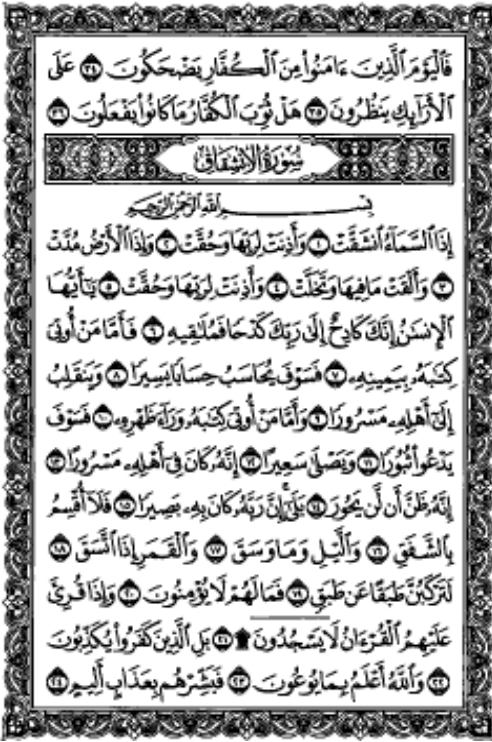 فَٱلْيَوْمَ ٱلَّذِينَ ءَامَنُوا۟ مِنَ ٱلْكُفَّارِ يَضْحَكُونَ ٣٤ عَلَى
ٱلْأَرَآئِكِ يَنظُرُونَ ٣٥ هَلْ ثُوِّبَ ٱلْكُفَّارُ مَا كَانُوا۟ يَفْعَلُونَ ٣٦
سُورَةُ الانشِقَاقِ
بِسْمِ ٱللَّهِ ٱلرَّحْمَٰنِ ٱلرَّحِيمِ
إِذَا ٱلسَّمَآءُ ٱنشَقَّتْ ١ وَأَذِنَتْ لِرَبِّهَا وَحُقَّتْ ٢ وَإِذَا ٱلْأَرْضُ مُدَّتْ
٣ وَأَلْقَتْ مَا فِيهَا وَتَخَلَّتْ ٤ وَأَذِنَتْ لِرَبِّهَا وَحُقَّتْ ٥ يَٰٓأَيُّهَا
ٱلْإِنسَٰنُ إِنَّكَ كَادِحٌ إِلَىٰ رَبِّكَ كَدْحًا فَمُلَٰقِيهِ ٦ فَأَمَّا مَنْ أُوتِىَ
كِتَٰبَهُۥ بِيَمِينِهِۦ ٧ فَسَوْفَ يُحَاسَبُ حِسَابًا يَسِيرًا ٨ وَيَنقَلِبُ
إِلَىٰٓ أَهْلِهِۦ مَسْرُورًا ٩ وَأَمَّا مَنْ أُوتِىَ كِتَٰبَهُۥ وَرَآءَ ظَهْرِهِۦ ١٠ فَسَوْفَ
يَدْعُوا۟ ثُبُورًا ١١ وَيَصْلَىٰ سَعِيرًا ١٢ إِنَّهُۥ كَانَ فِىٓ أَهْلِهِۦ مَسْرُورًا ١٣
إِنَّهُۥ ظَنَّ أَن لَّن يَحُورَ ١٤ بَلَىٰٓ إِنَّ رَبَّهُۥ كَانَ بِهِۦ بَصِيرًا ١٥ فَلَآ أُقْسِمُ
بِٱلشَّفَقِ ١٦ وَٱلَّيْلِ وَمَا وَسَقَ ١٧ وَٱلْقَمَرِ إِذَا ٱتَّسَقَ ١٨
لَتَرْكَبُنَّ طَبَقًا عَن طَبَقٍ ١٩ فَمَا لَهُمْ لَا يُؤْمِنُونَ ٢٠ وَإِذَا قُرِئَ
عَلَيْهِمُ ٱلْقُرْءَانُ لَا يَسْجُدُونَ ۩ ٢١ بَلِ ٱلَّذِينَ كَفَرُوا۟ يُكَذِّبُونَ
٢٢ وَٱللَّهُ أَعْلَمُ بِمَا يُوعُونَ ٢٣ فَبَشِّرْهُم بِعَذَابٍ أَلِيمٍ ٢٤